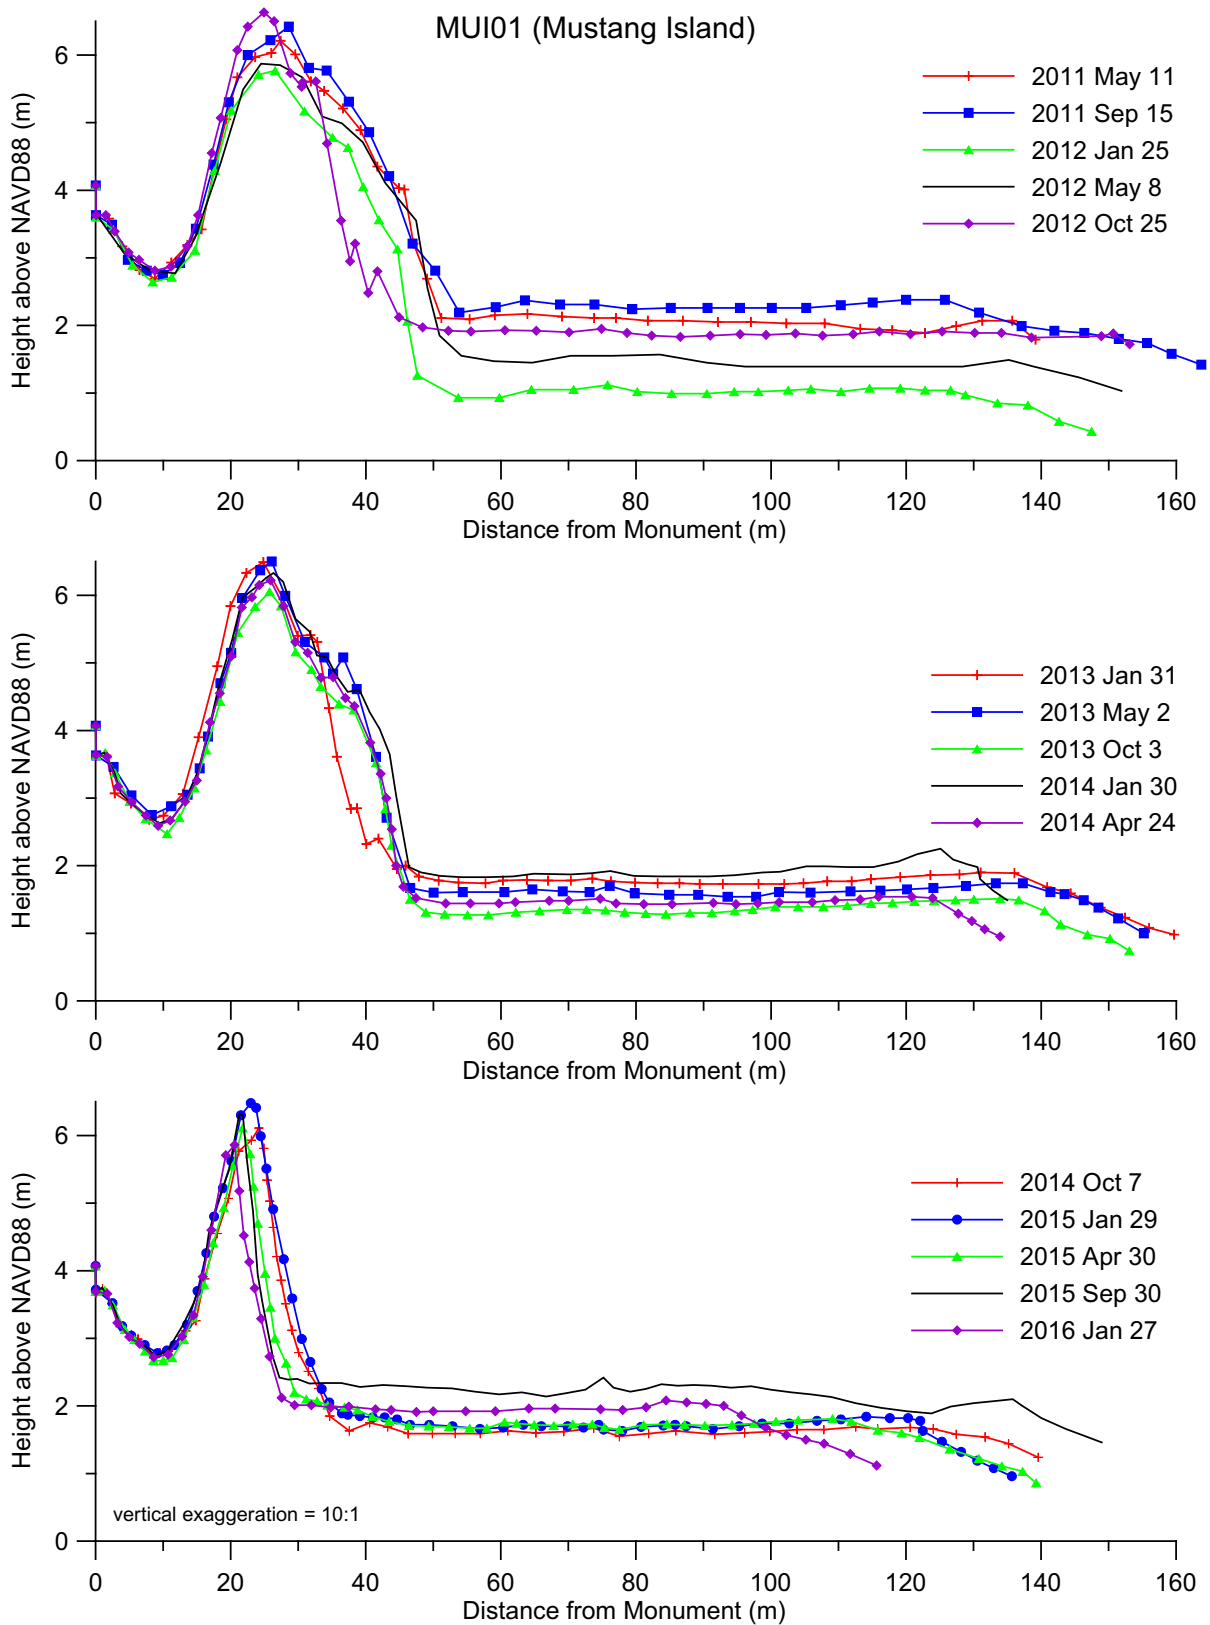 MUI01 (Mustang Island)
Height above NAVD88 (m)
6
4
2
0
2011 May 11
2011 Sep 15
2012 Jan 25
2012 May 8
2012 Oct 25
0 20 40 60 80 100 120 140 160
Distance from Monument (m)
Height above NAVD88 (m)
6
4
2
0
2013 Jan 31
2013 May 2
2013 Oct 3
2014 Jan 30
2014 Apr 24
0 20 40 60 80 100 120 140 160
Distance from Monument (m)
Height above NAVD88 (m)
6
4
2
0
2014 Oct 7
2015 Jan 29
2015 Apr 30
2015 Sep 30
2016 Jan 27
vertical exaggeration = 10:1
0 20 40 60 80 100 120 140 160
Distance from Monument (m)